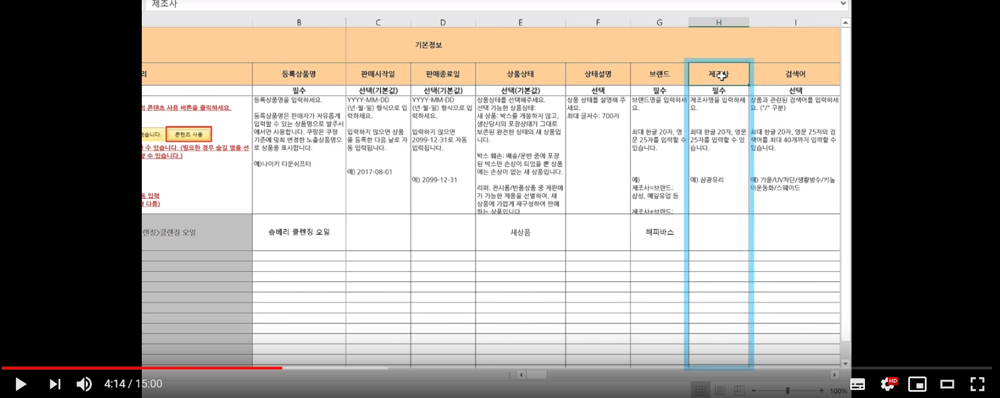 제조사
B C D E F G H I
기본정보
리 등록상품명 판매시작일 판매종료일 상품상태 상태설명 브랜드 제조사 검색어
필수 선택(기본값) 선택(기본값) 선택(기본값) 선택 필수 필수 선택
리 콘텐츠 사용 버튼을 클릭하세요.
콘텐츠 사용
할 수 있습니다. (필요한 경우 숨길 열을 선
할 수 있습니다.)
동 입력
다름)
등록상품명을 입력하세요.
등록상품명은 판매자가 자유롭게
입력할 수 있는 상품명으로 발주서
에서만 사용합니다. 쿠팡은 쿠팡
기준에 맞춰 변경한 노출상품명으
로 상품을 표시합니다.
예)나이키 다운쉬프터
YYYY-MM-DD
(년-월-일) 형식으로 입
력하세요.
입력하지 않으면 상품
을 등록한 다음 날로 자
동 입력됩니다.
예) 2017-08-01
YYYY-MM-DD
(년-월-일) 형식으로 입
력하세요.
입력하지 않으면
2099-12-31로 자동
입력됩니다.
예) 2099-12-31
상품상태를 선택해주세요.
선택 가능한 상품상태:
새 상품: 박스를 개봉하지 않고,
생산당시의 포장상태가 그대로
보존된 완전한 상태의 새 상품입
니다.
박스 훼손: 배송/운반 중에 포장
된 박스만 손상이 되었을 뿐 상품
에는 손상이 없는 새 상품입니다.
리퍼: 전시품/반품상품 중 재판매
가 가능한 제품을 선별하여, 새
상품에 가깝게 재구성하여 판매
하는 상품입니다
상품 상태를 설명해 주
세요.
최대 글자수: 700자
브랜드명을 입력하세
요.
최대 한글 20자, 영
문 25자를 입력할 수
있습니다.
예)
제조사=브랜드:
삼성, 매일유업 등
제조사≠브랜드:
제조사명을 입력하세
요.
최대 한글 20자, 영문
25자를 입력할 수 있
습니다.
예) 삼광유리
상품과 관련된 검색어를 입력하세
요. ("/" 구분)
최대 한글 20자, 영문 25자의 검
색어를 최대 40개까지 입력할 수
있습니다.
예) 가을/UV차단/생활방수/키높
이운동화/스웨이드
렌징>클렌징 오일 솝베리 클렌징 오일 새상품 해피바스
4:14 / 15:00
HD
100%